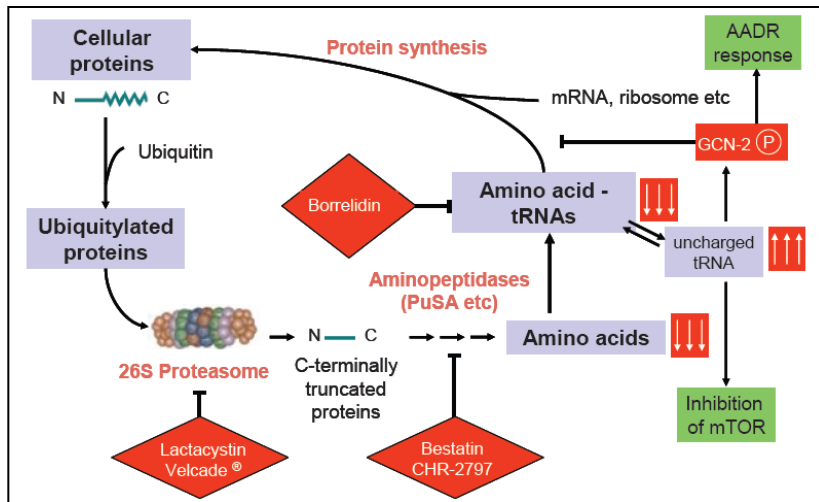 Cellular
proteins
N C
Ubiquitin
Ubiquitylated
proteins
26S Proteasome
Lactacystin
Velcade ®
N C
C-terminally
truncated
proteins
Aminopeptidases
(PuSA etc)
Bestatin
CHR-2797
Amino acids
Borrelidin
Amino acid -
tRNAs
Protein synthesis
mRNA, ribosome etc
uncharged
tRNA
GCN-2 P
AADR
response
Inhibition
of mTOR